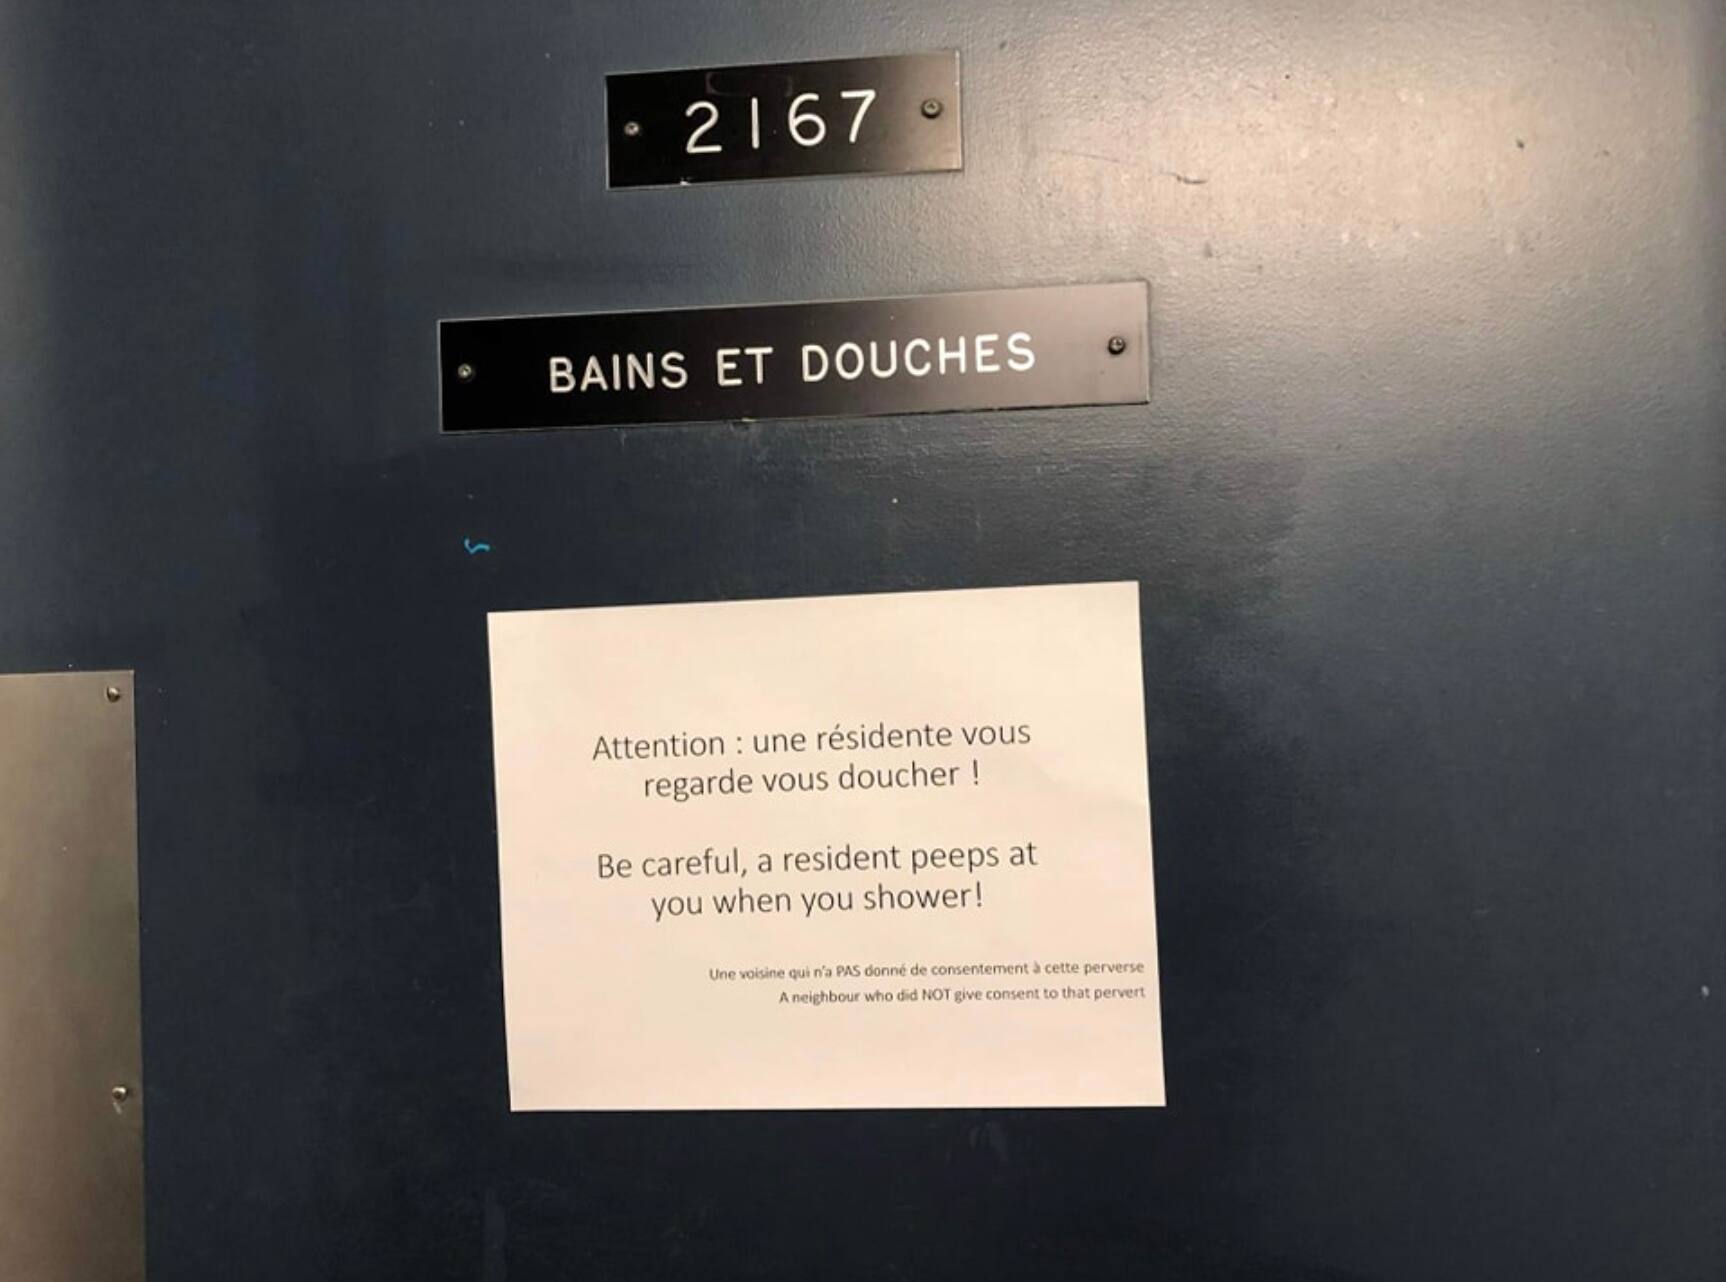 2167
BAINS ET DOUCHES
Attention : une résidente vous
regarde vous doucher !
Be careful, a resident peeps at
you when you shower!
Une voisine qui n'a PAS donné de consentement à cette perverse
A neighbour who did NOT give consent to that pervert